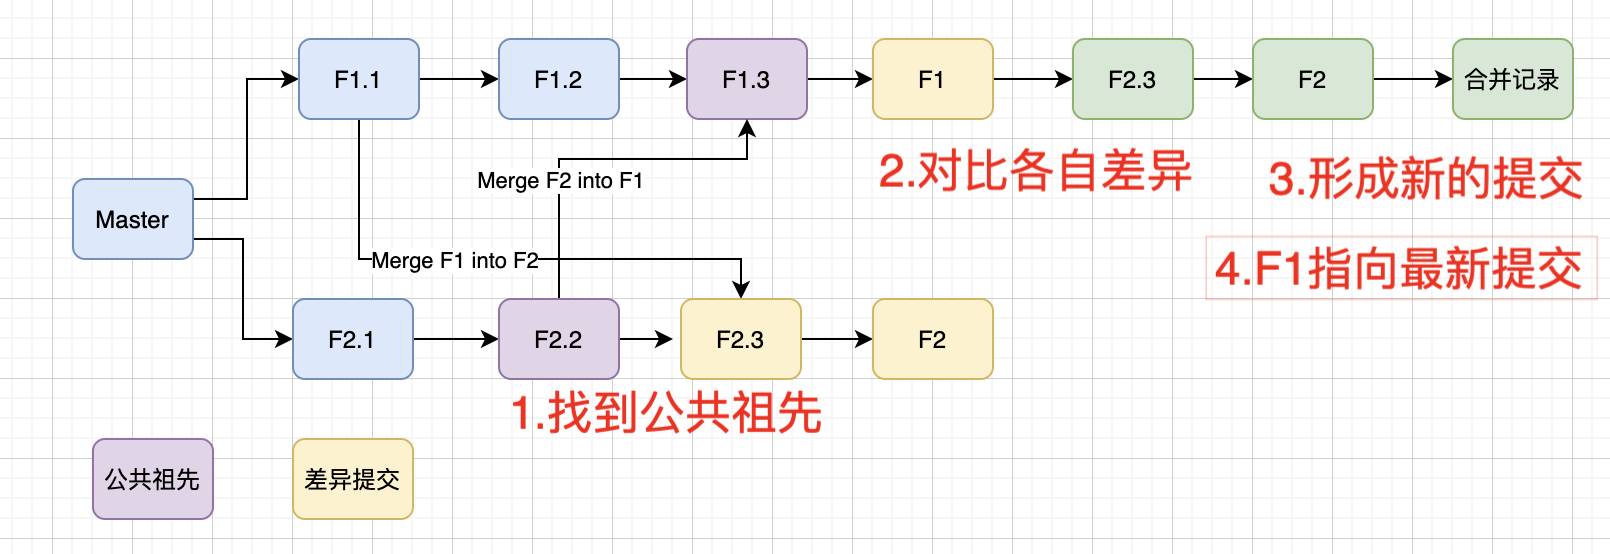 F1.1
F1.2
F1.3
F1
F2.3
F2
合并记录
2.对比各自差异
3.形成新的提交
Merge F2 into F1
Master
Merge F1 into F2
4.F1指向最新提交
F2.1
F2.2
F2.3
F2
1.找到公共祖先
公共祖先
差异提交